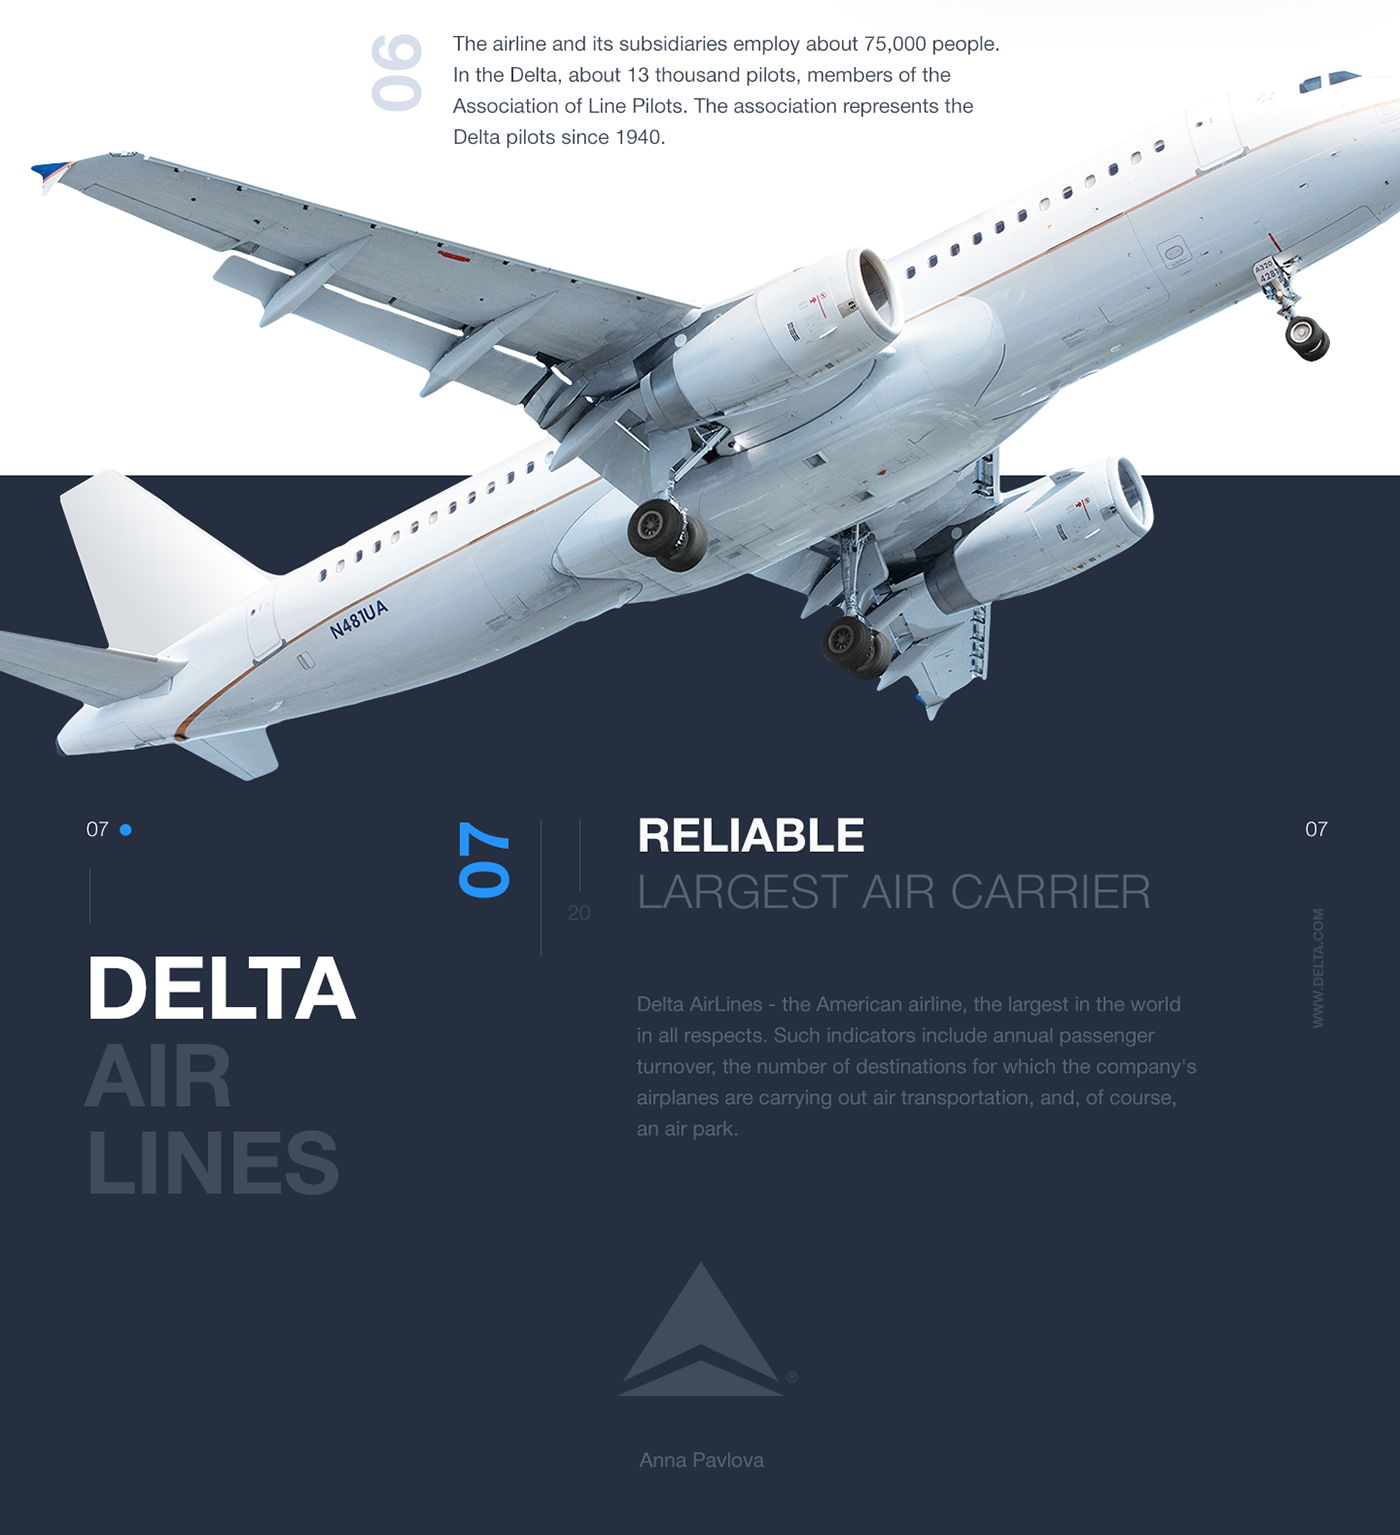 06
The airline and its subsidiaries employ about 75,000 people.
In the Delta, about 13 thousand pilots, members of the
Association of Line Pilots. The association represents the
Delta pilots since 1940.
A320
4281
N481UA
07
07
20
RELIABLE
LARGEST AIR CARRIER
07
WWW.DELTA.COM
DELTA
AIR
LINES
Delta AirLines - the American airline, the largest in the world
in all respects. Such indicators include annual passenger
turnover, the number of destinations for which the company's
airplanes are carrying out air transportation, and, of course,
an air park.
®
Anna Pavlova